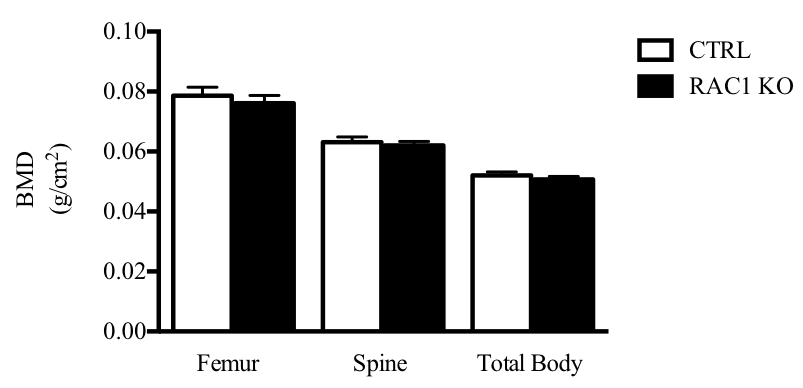 0.10
0.08
0.06
0.04
0.02
0.00
BMD
(g/cm²)
Femur
Spine
Total Body
CTRL
RAC1 KO